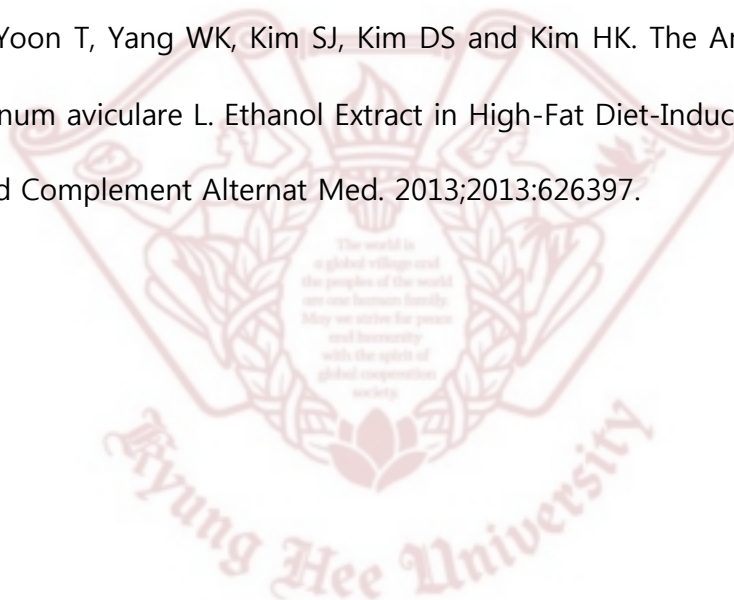 Yoon T, Yang WK, Kim SJ, Kim DS and Kim HK. The
num aviculare L. Ethanol Extract in High-Fat Diet-Induc
d Complement Alternat Med. 2013;2013:626397.
The world is
a global village and
the peoples of the world
are one human family.
May we strive for peace
and humanity
with the spirit of
global cooperation
society.
Kyung Hee University